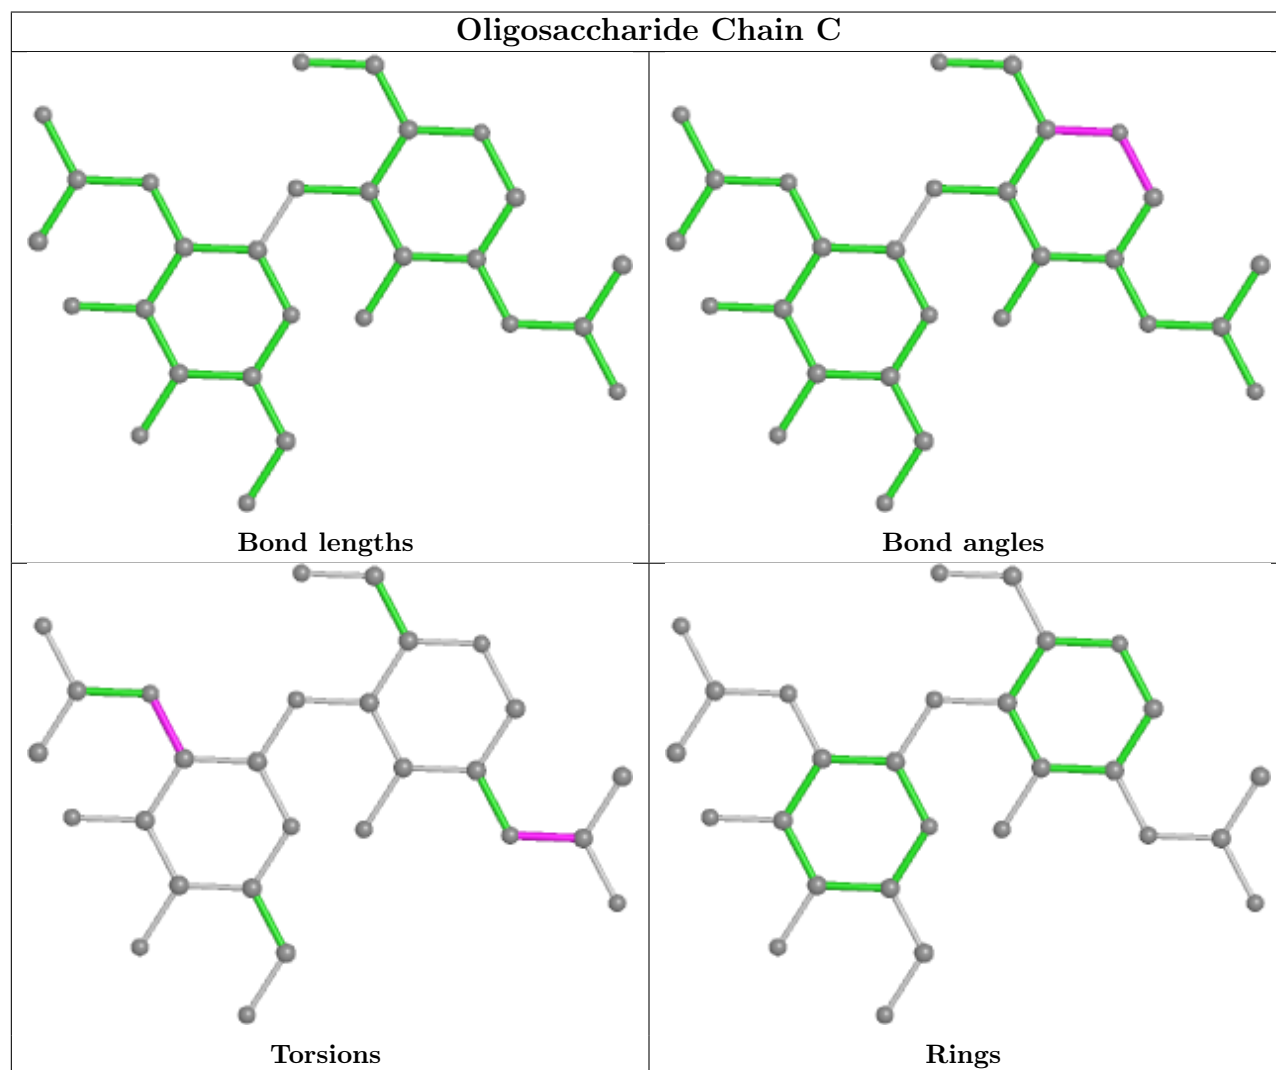 Oligosaccharide Chain C
Bond lengths
Bond angles
Torsions
Rings